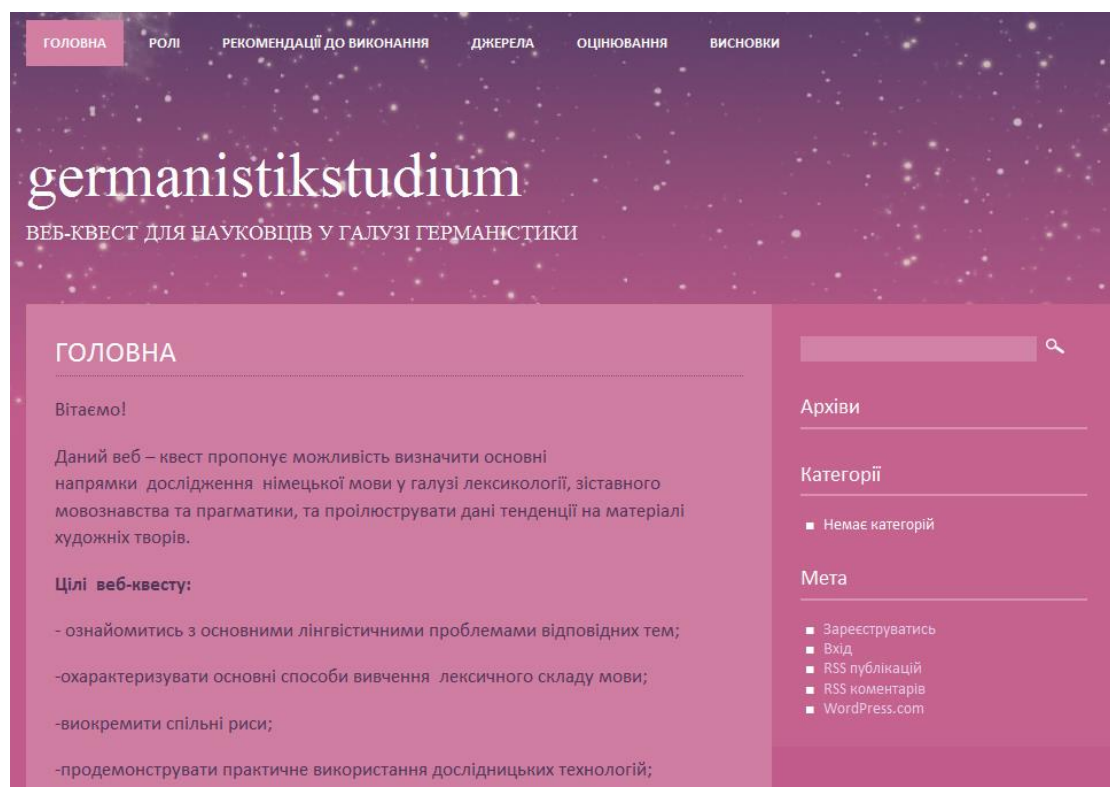 ГОЛОВНА РОЛІ РЕКОМЕНДАЦІЇ ДО ВИКОНАННЯ ДЖЕРЕЛА ОЦІНЮВАННЯ ВИСНОВКИ
germanistikstudium
ВЕБ-КВЕСТ ДЛЯ НАУКОВЦІВ У ГАЛУЗІ ГЕРМАНІСТИКИ
ГОЛОВНА
Вітаємо!
Даний веб – квест пропонує можливість визначити основні
напрямки дослідження німецької мови у галузі лексикології, зіставного
мовознавства та прагматики, та проілюструвати дані тенденції на матеріалі
художніх творів.
Цілі веб-квесту:
- ознайомитись з основними лінгвістичними проблемами відповідних тем;
-охарактеризувати основні способи вивчення лексичного складу мови;
-виокремити спільні риси;
-продемонструвати практичне використання дослідницьких технологій;
Архіви
Категорії
Немає категорій
Мета
Зареєструватись
Вхід
RSS публікацій
RSS коментарів
WordPress.com